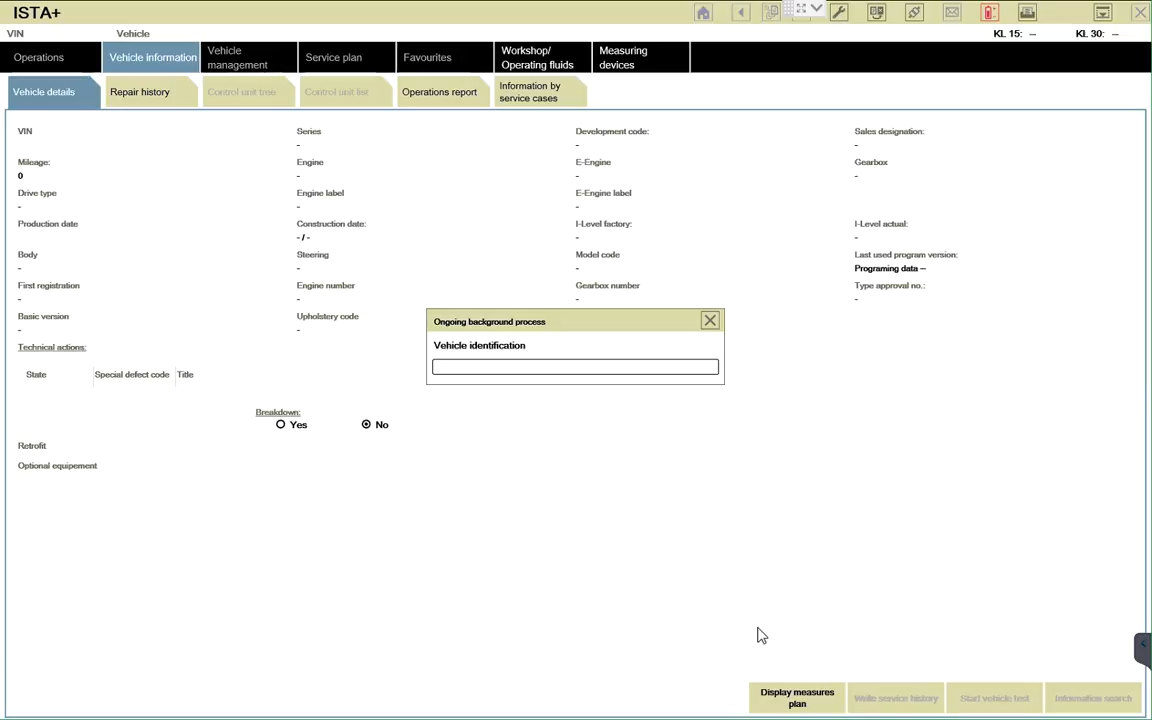 ISTA+
VIN Vehicle KL 15: -- KL 30: --
Operations Vehicle information Vehicle management Service plan Favourites Workshop/ Operating fluids Measuring devices
Vehicle details Repair history Control unit tree Control unit list Operations report Information by service cases
VIN Series Development code: Sales designation:
- - -
Mileage: Engine E-Engine Gearbox
0 - - -
Drive type Engine label E-Engine label
- - -
Production date Construction date: I-Level factory: I-Level actual:
- / - - -
Body Steering Model code Last used program version:
- - - Programing data --
First registration Engine number Gearbox number Type approval no.:
- - - -
Basic version Upholstery code
- -
Ongoing background process
Vehicle identification
Technical actions:
State Special defect code Title
Breakdown:
Yes No
Retrofit
Optional equipement
Display measures plan Write service history Start vehicle test Information search